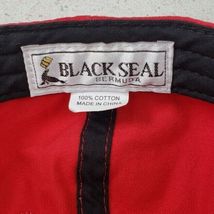 BLACK SEAL
BERMUDA
100% COTTON
MADE IN CHINA